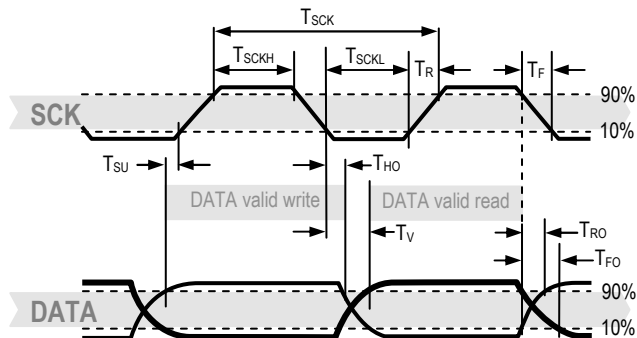 TSCK
TSCKH TSCKL TR TF
90%
SCK
10%
TSU THO
DATA valid write DATA valid read
TV TRO
TFO
90%
DATA
10%